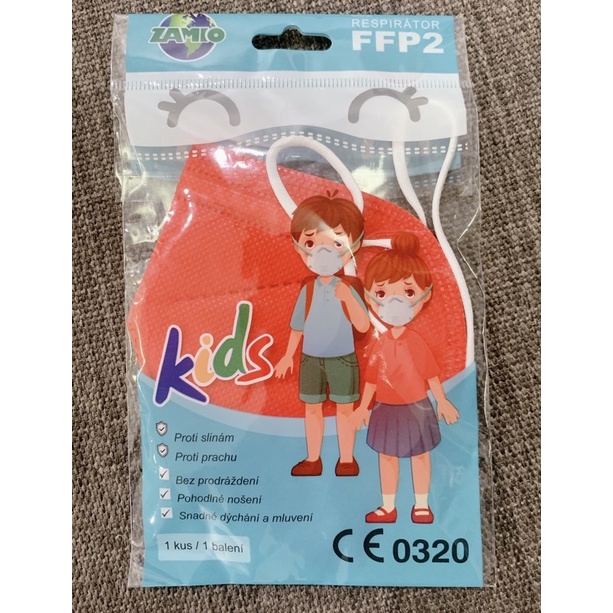 ZAMIO
RESPIRÁTOR
FFP2
kids
Proti slinám
Proti prachu
Bez prodráždení
Pohodlné nošení
Snadné dýchání a mluvení
1 kus / 1 balení
CE 0320